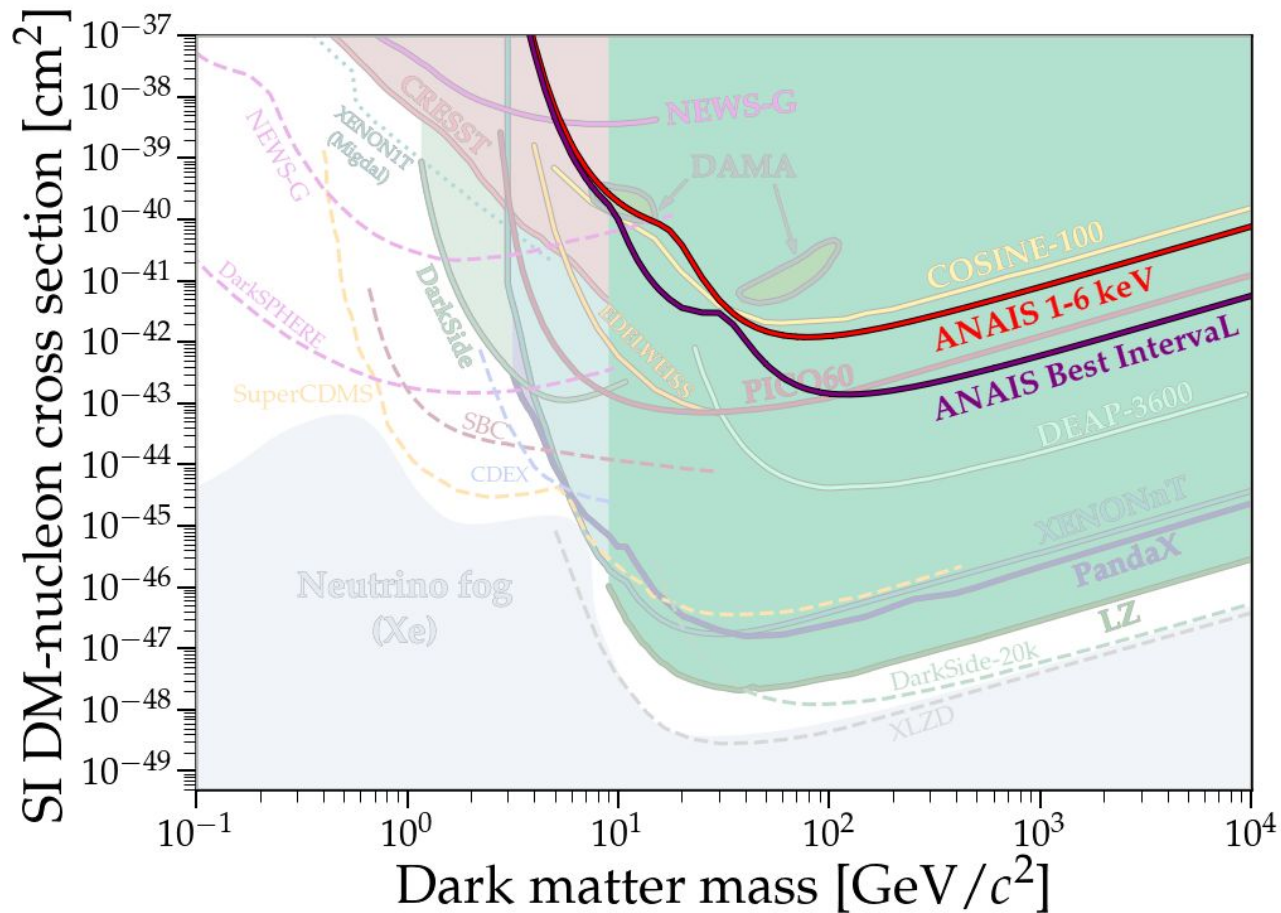 SI DM-nucleon cross section [cm²]
10⁻³⁷
10⁻³⁸
10⁻³⁹
10⁻⁴⁰
10⁻⁴¹
10⁻⁴²
10⁻⁴³
10⁻⁴⁴
10⁻⁴⁵
10⁻⁴⁶
10⁻⁴⁷
10⁻⁴⁸
10⁻⁴⁹
CRESST
NEWS-G
NEWS-G
XENON1T
(Migdal)
DAMA
DarkSPHERE
DarkSide
COSINE-100
ANAIS 1-6 keV
EDELWEISS
ANAIS Best IntervaL
PICO60
SuperCDMS
SBC
DEAP-3600
CDEX
XENONnT
PandaX
Neutrino fog
(Xe)
LZ
DarkSide-20k
XLZD
10⁻¹
10⁰
10¹
10²
10³
10⁴
Dark matter mass [GeV/c²]